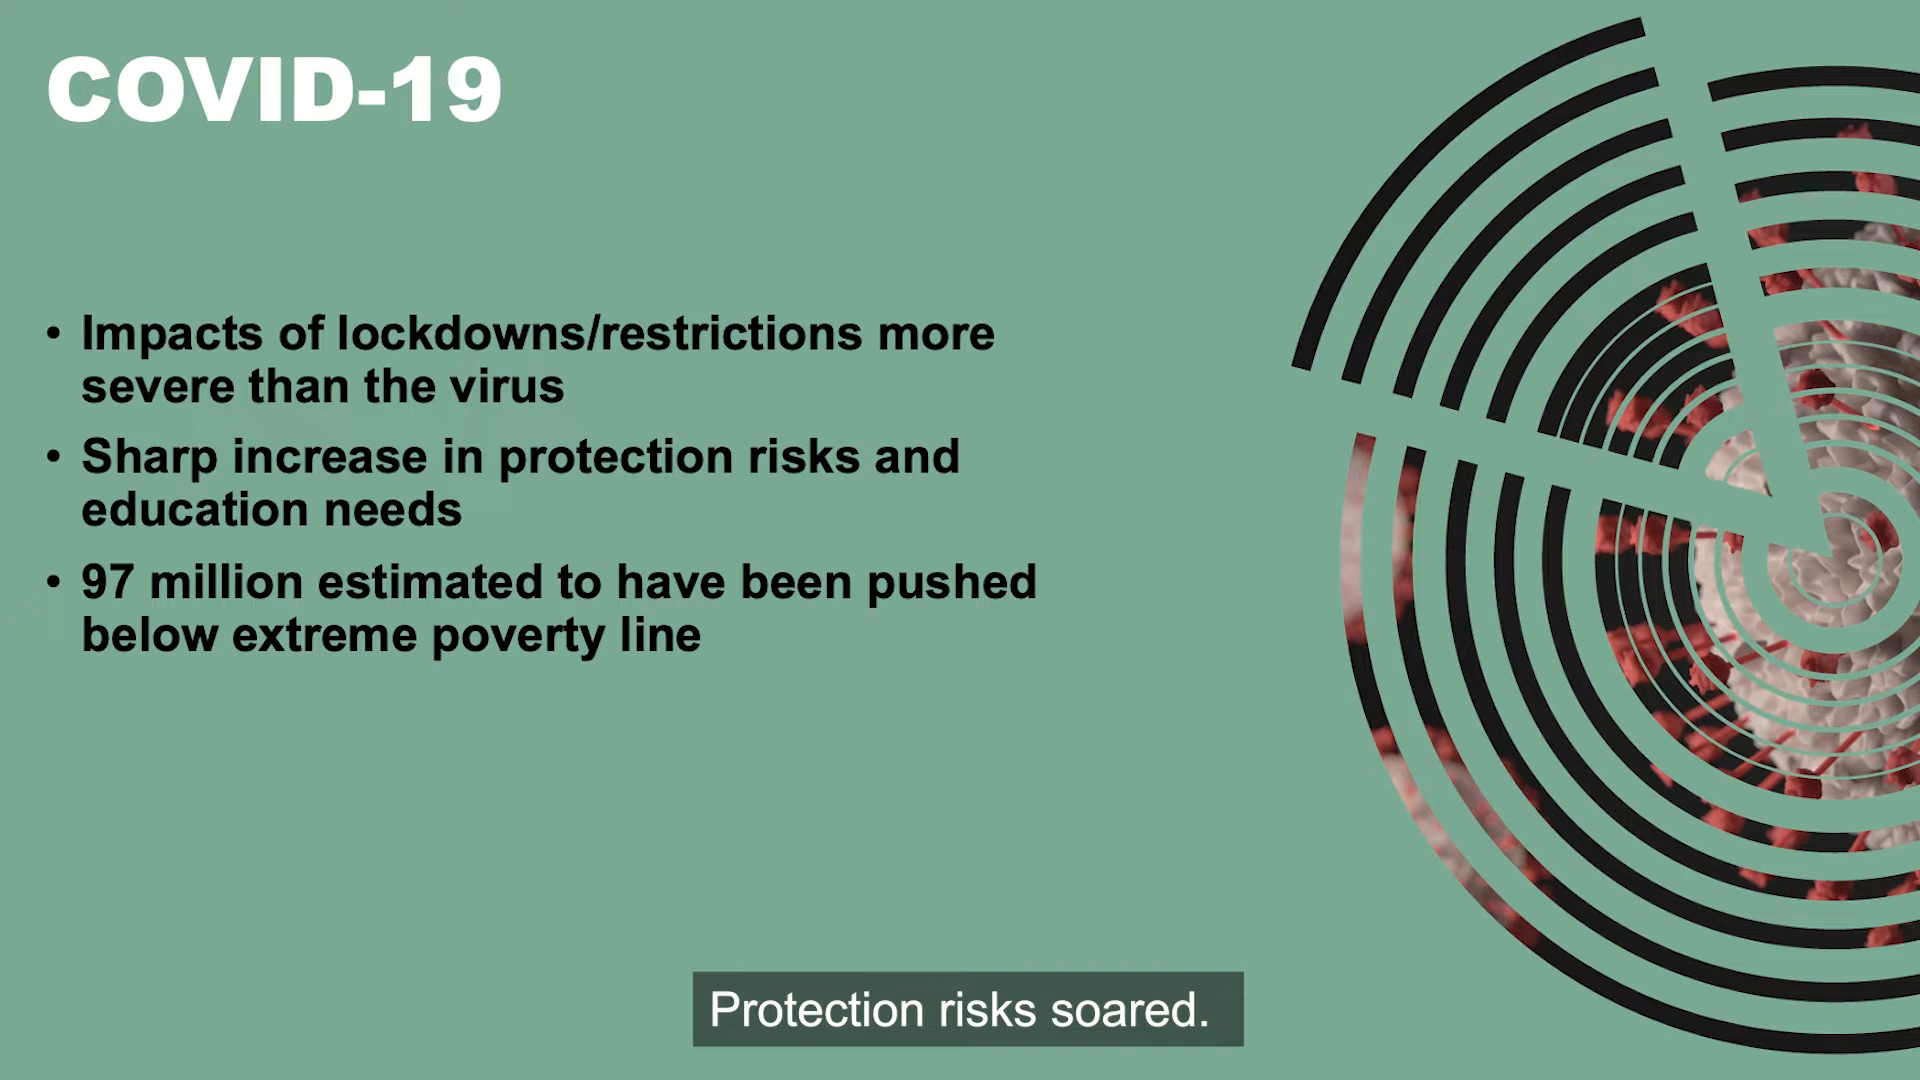 COVID-19
• Impacts of lockdowns/restrictions more
severe than the virus
• Sharp increase in protection risks and
education needs
• 97 million estimated to have been pushed
below extreme poverty line
Protection risks soared.